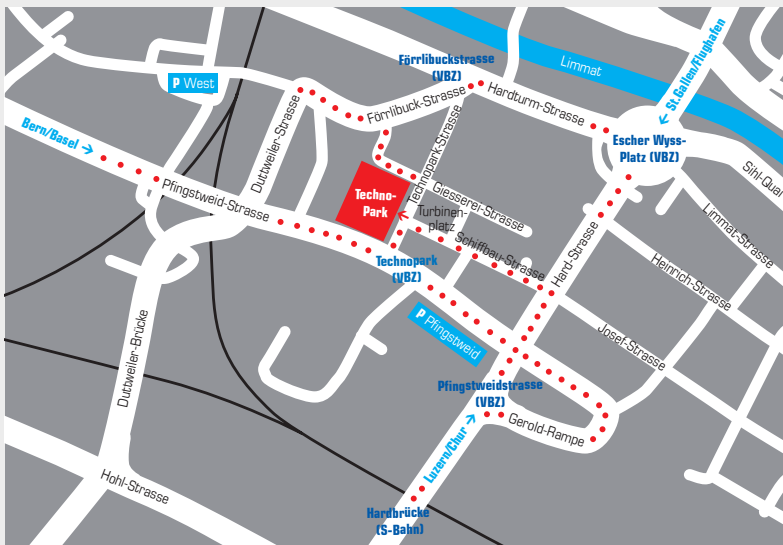 Limmat
St.Gallen/Flughafen
Förrlibuckstrasse
(VBZ)
P West
Hardturm-Strasse
Förrlibuck-Strasse
Escher Wyss-
Platz (VBZ)
Bern/Basel
Duttweiler-Strasse
Technopark-Strasse
Sihl-Quai
Pfingstweid-Strasse
Techno-
Park
Giesserei-Strasse
Turbinen-
platz
Limmat-Strasse
Schiffbau-Strasse
Hard-Strasse
Heinrich-Strasse
Technopark
(VBZ)
P Pfingstweid
Josef-Strasse
Duttweiler-Brücke
Pfingstweidstrasse
(VBZ)
Gerold-Rampe
Luzern/Chur
Hohl-Strasse
Hardbrücke
(S-Bahn)